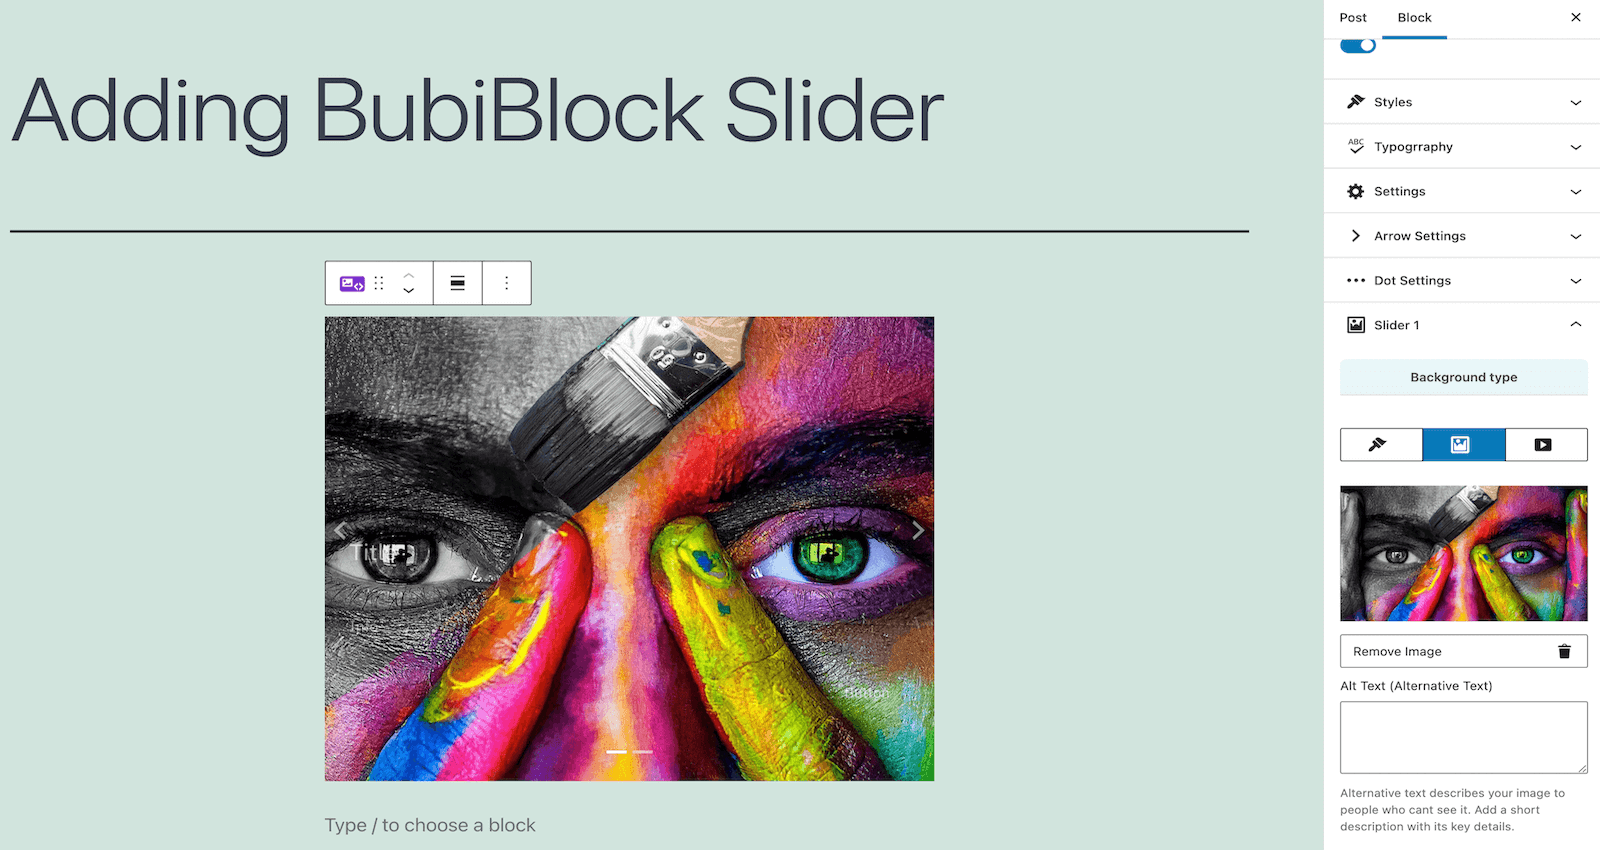 Post Block
Adding BubiBlock Slider
Styles
ABC
Typogrraphy
Settings
Arrow Settings
Dot Settings
Slider 1
Background type
Title
Button
Type / to choose a block
Remove Image
Alt Text (Alternative Text)
Alternative text describes your image to
people who cant see it. Add a short
description with its key details.